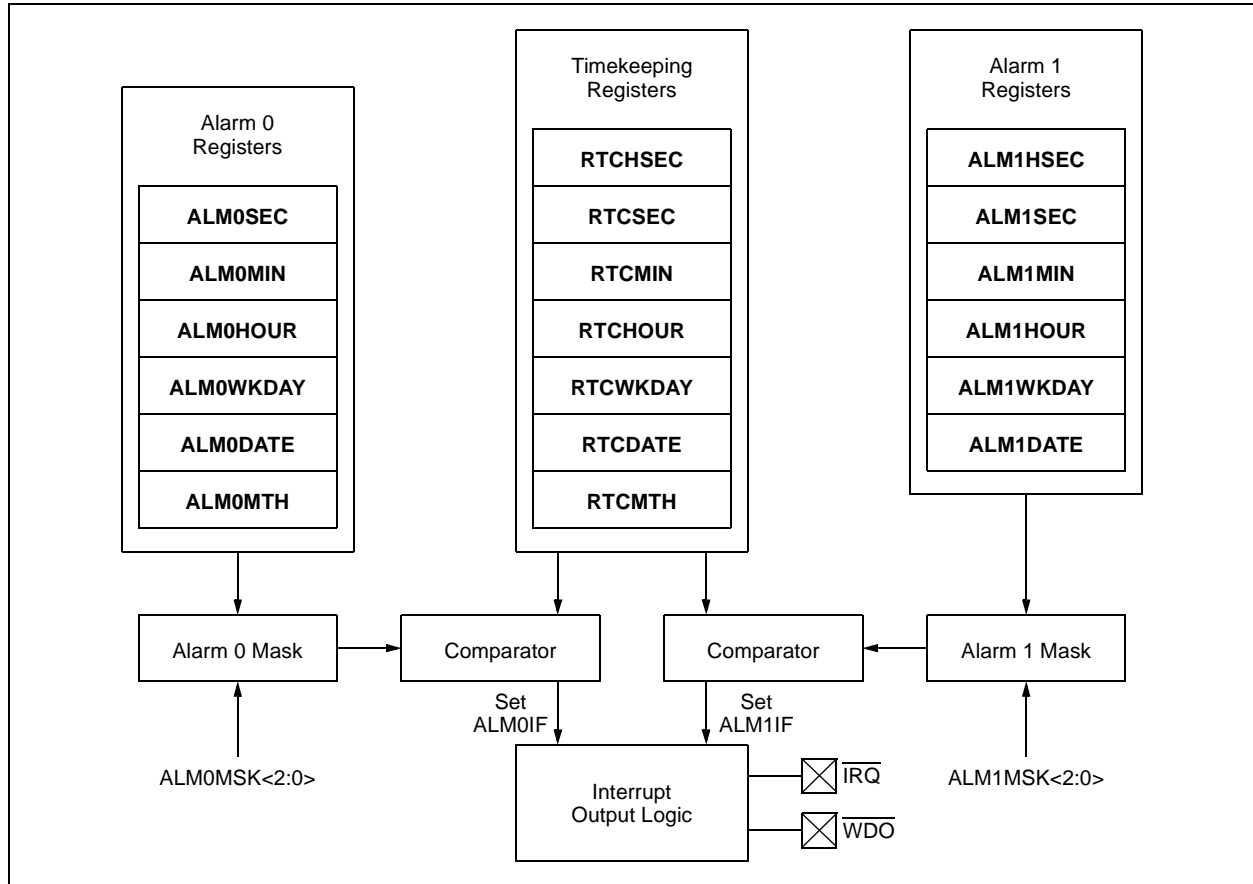 Alarm 0
Registers
ALM0SEC
ALM0MIN
ALM0HOUR
ALM0WKDAY
ALM0DATE
ALM0MTH
Timekeeping
Registers
RTCHSEC
RTCSEC
RTCMIN
RTCHOUR
RTCWKDAY
RTCDATE
RTCMTH
Alarm 1
Registers
ALM1HSEC
ALM1SEC
ALM1MIN
ALM1HOUR
ALM1WKDAY
ALM1DATE
Alarm 0 Mask
Comparator
Comparator
Alarm 1 Mask
Set
ALM0IF
Set
ALM1IF
ALM0MSK<2:0>
Interrupt
Output Logic
IRQ
WDO
ALM1MSK<2:0>